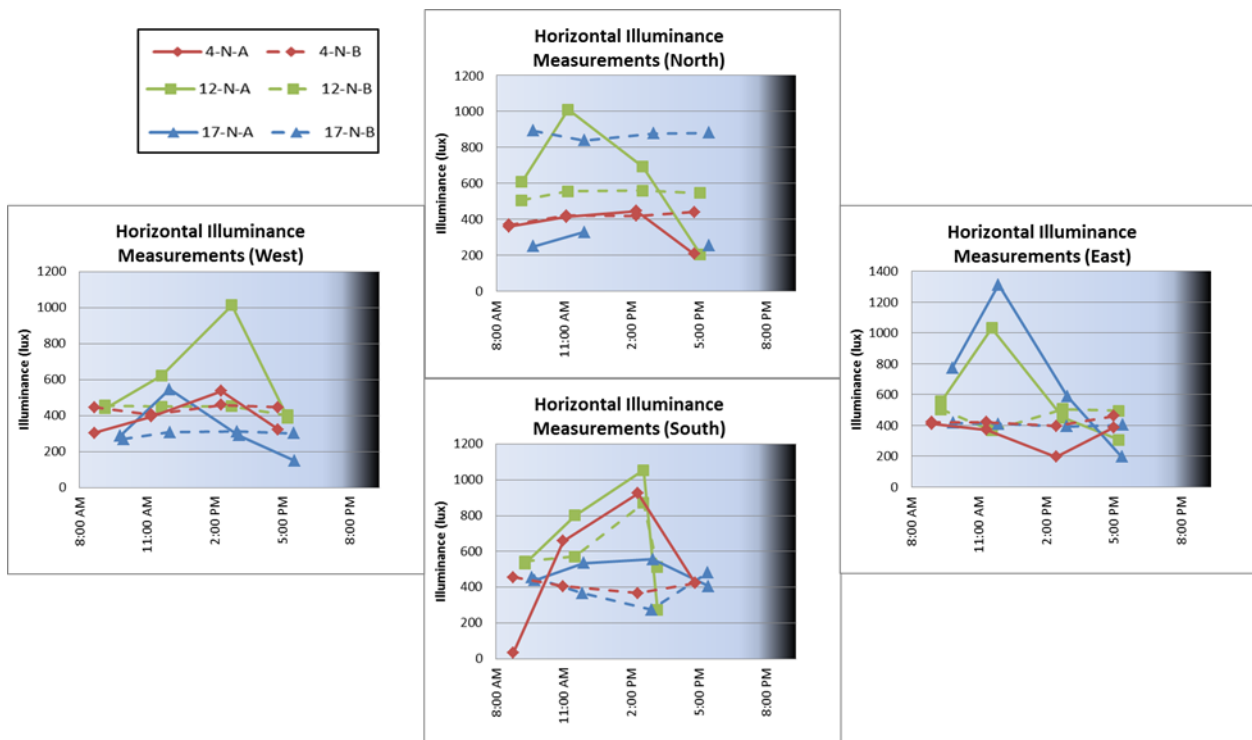 4-N-A 4-N-B
12-N-A 12-N-B
17-N-A 17-N-B
Horizontal Illuminance
Measurements (North)
Illuminance (lux)
1200
1000
800
600
400
200
0
8:00 AM
11:00 AM
2:00 PM
5:00 PM
8:00 PM
Horizontal Illuminance
Measurements (West)
Illuminance (lux)
1200
1000
800
600
400
200
0
8:00 AM
11:00 AM
2:00 PM
5:00 PM
8:00 PM
Horizontal Illuminance
Measurements (East)
Illuminance (lux)
1400
1200
1000
800
600
400
200
0
8:00 AM
11:00 AM
2:00 PM
5:00 PM
8:00 PM
Horizontal Illuminance
Measurements (South)
Illuminance (lux)
1200
1000
800
600
400
200
0
8:00 AM
11:00 AM
2:00 PM
5:00 PM
8:00 PM